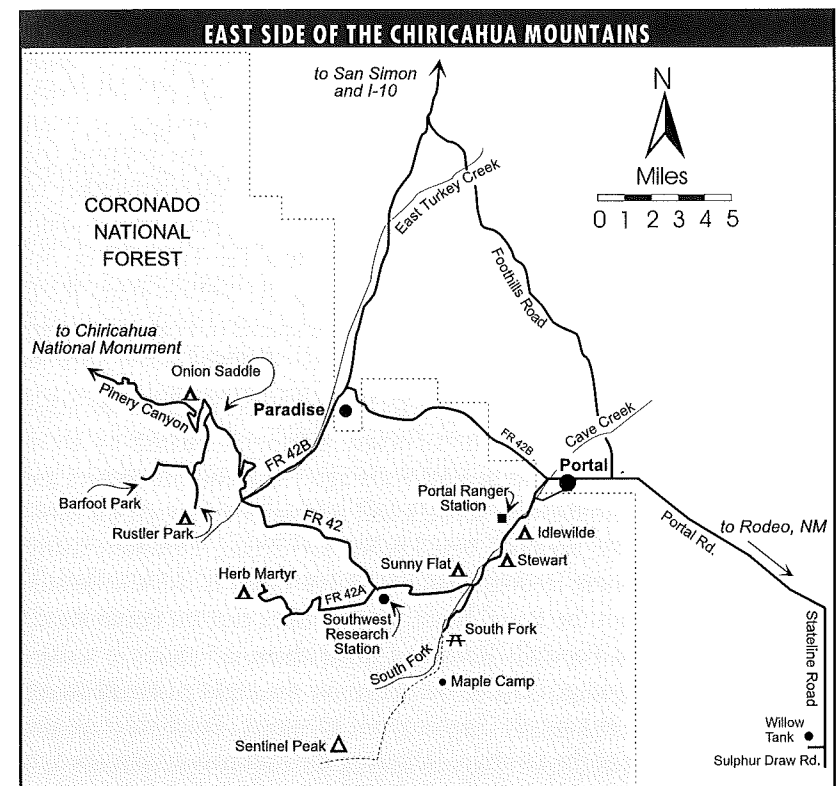 EAST SIDE OF THE CHIRICAHUA MOUNTAINS
to San Simon
and I-10
N
Miles
0 1 2 3 4 5
East Turkey Creek
CORONADO
NATIONAL
FOREST
Foothills Road
to Chiricahua
National Monument
Onion Saddle
Pinery Canyon
Paradise
FR 42B
FR 42B
Cave Creek
Portal
Barfoot Park
Rustler Park
Portal Ranger
Station
Portal Rd.
to Rodeo, NM
FR 42
Idlewilde
Herb Martyr
Sunny Flat
Stewart
FR 42A
Southwest
Research
Station
South Fork
South Fork
Stateline Road
Maple Camp
Sentinel Peak
Willow
Tank
Sulphur Draw Rd.